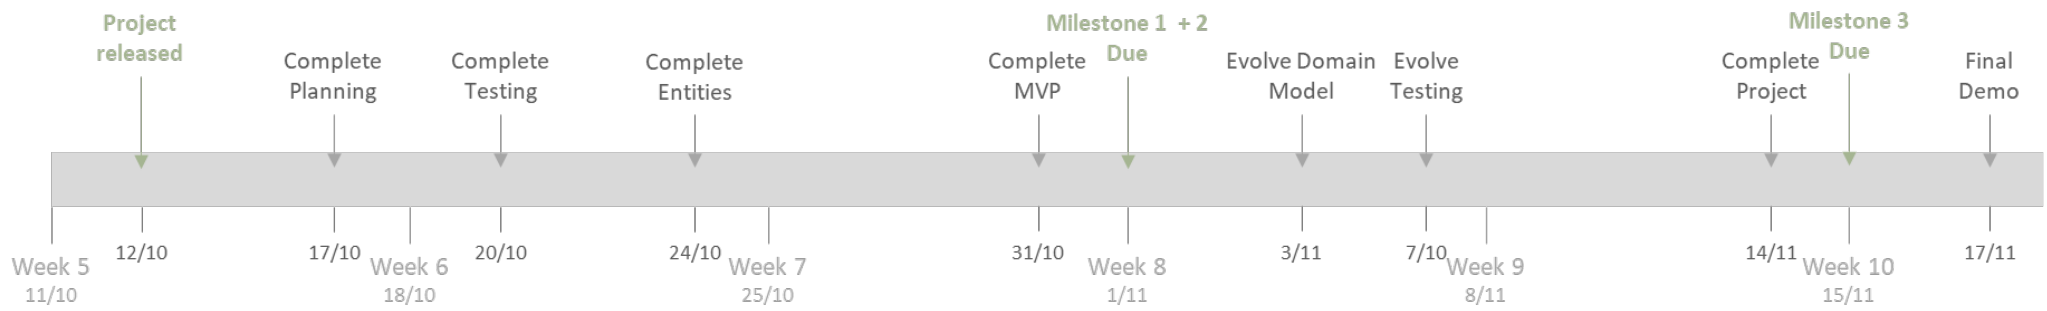 Project
released
Complete
Planning
Complete
Testing
Complete
Entities
Complete
MVP
Milestone 1 + 2
Due
Evolve Domain
Model
Evolve
Testing
Complete
Project
Milestone 3
Due
Final
Demo
12/10
17/10
20/10
24/10
31/10
3/11
7/10
14/11
17/11
Week 5
11/10
Week 6
18/10
Week 7
25/10
Week 8
1/11
Week 9
8/11
Week 10
15/11